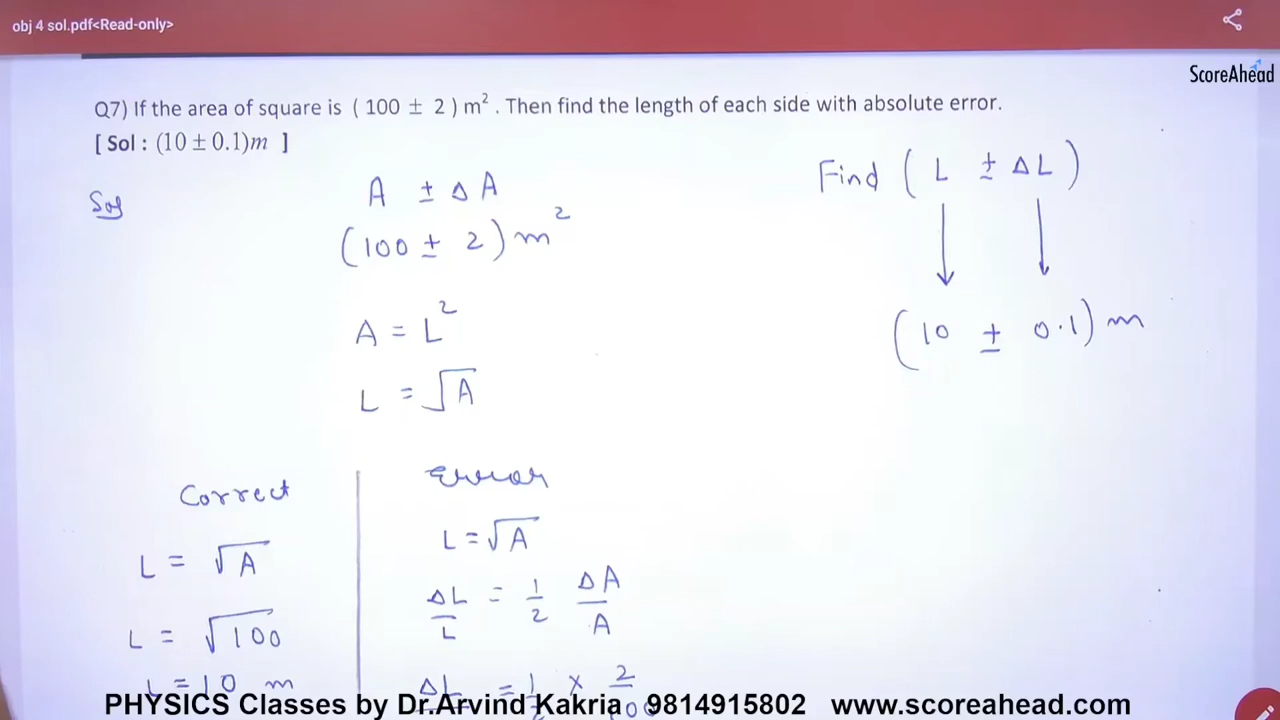 obj 4 sol.pdf<Read-only>
ScoreAhead
Q7) If the area of square is ( 100 ± 2 ) m². Then find the length of each side with absolute error.
[ Sol : (10 ± 0.1)m ]
Sol
A ± ΔA
(100 ± 2) m²
A = L²
L = √A
Find ( L ± ΔL )
(10 ± 0.1) m
Correct
L = √A
L = √100
L = 10 m
Error
L = √A
ΔL/L = 1/2 ΔA/A
PHYSICS Classes by Dr.Arvind Kakria 9814915802 www.scoreahead.com